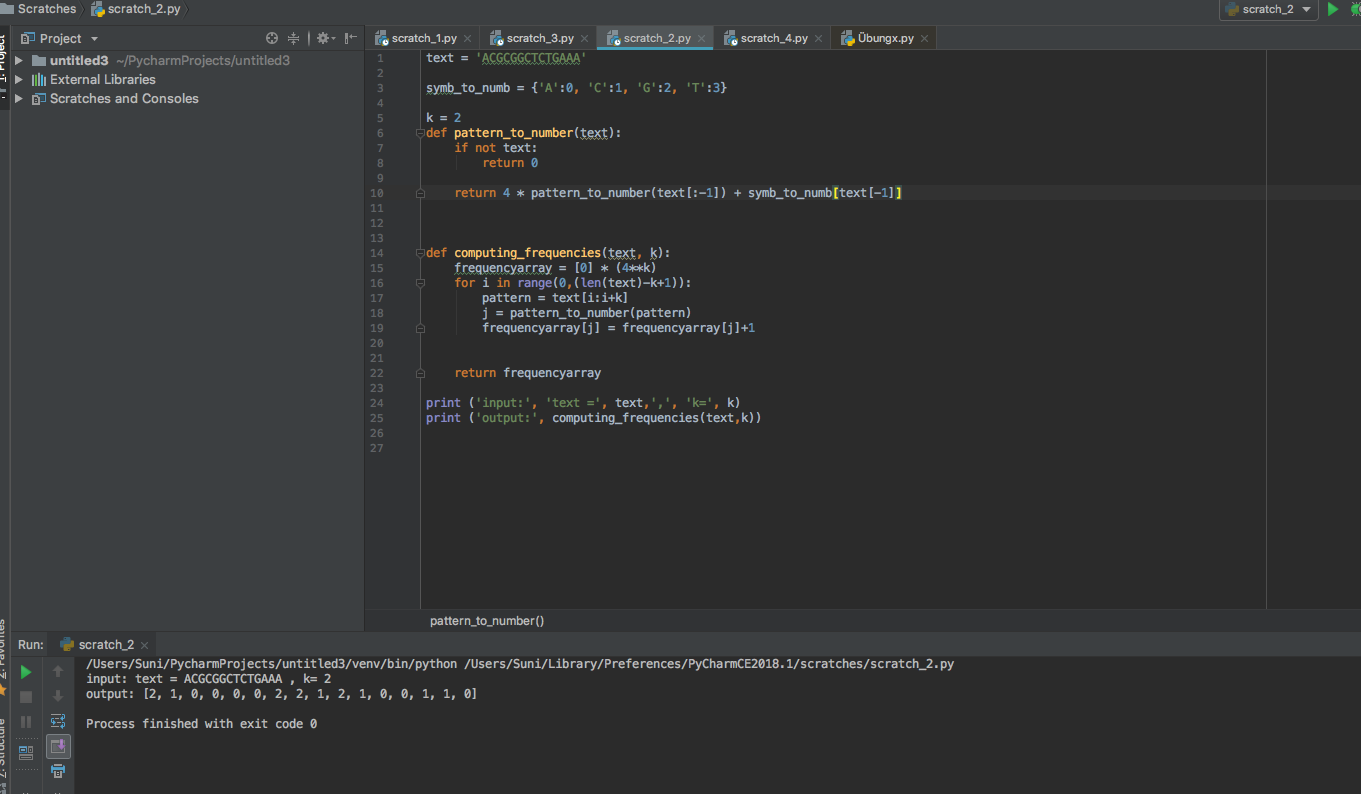 Scratches scratch_2.py scratch_2
Project
scratch_1.py scratch_3.py scratch_2.py scratch_4.py Übungx.py
1: Project
untitled3 ~/PycharmProjects/untitled3
External Libraries
Scratches and Consoles
1 text = 'ACGCGGCTCTGAAA'
2
3 symb_to_numb = {'A':0, 'C':1, 'G':2, 'T':3}
4
5 k = 2
6 def pattern_to_number(text):
7 if not text:
8 return 0
9
10 return 4 * pattern_to_number(text[:-1]) + symb_to_numb[text[-1]]
11
12
13
14 def computing_frequencies(text, k):
15 frequencyarray = [0] * (4**k)
16 for i in range(0,(len(text)-k+1)):
17 pattern = text[i:i+k]
18 j = pattern_to_number(pattern)
19 frequencyarray[j] = frequencyarray[j]+1
20
21
22 return frequencyarray
23
24 print ('input:', 'text =', text,',', 'k=', k)
25 print ('output:', computing_frequencies(text,k))
26
27
pattern_to_number()
2: Favorites
7: Structure
Run: scratch_2
/Users/Suni/PycharmProjects/untitled3/venv/bin/python /Users/Suni/Library/Preferences/PyCharmCE2018.1/scratches/scratch_2.py
input: text = ACGCGGCTCTGAAA , k= 2
output: [2, 1, 0, 0, 0, 0, 2, 2, 1, 2, 1, 0, 0, 1, 1, 0]
Process finished with exit code 0